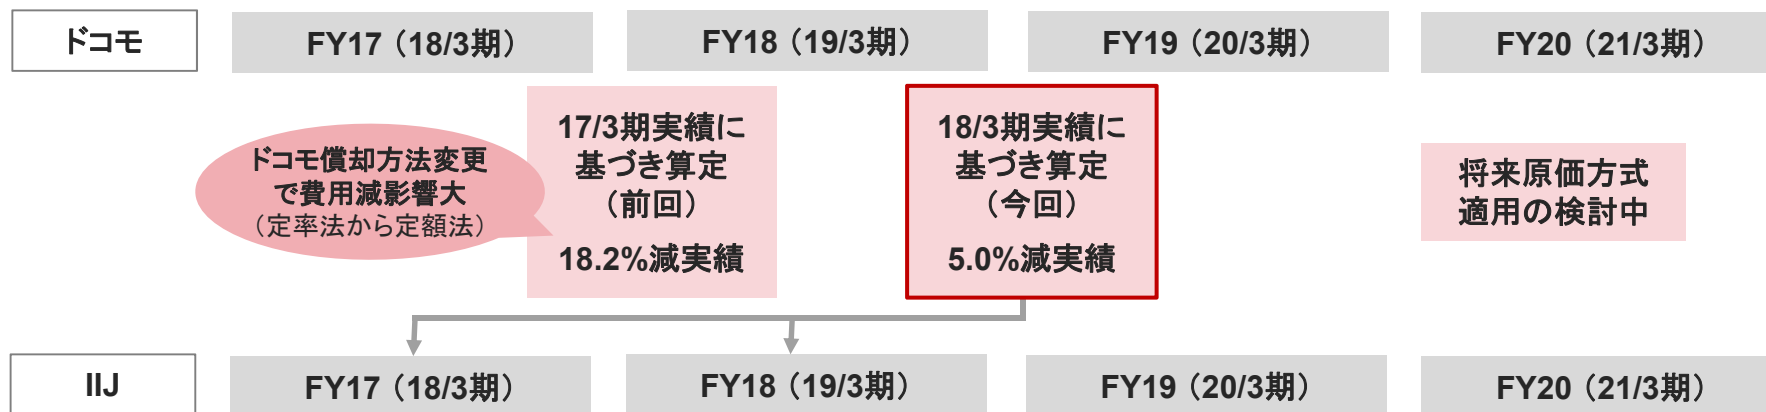 ドコモ
FY17（18/3期）
FY18（19/3期）
FY19（20/3期）
FY20（21/3期）
ドコモ償却方法変更
で費用減影響大
（定率法から定額法）
17/3期実績に
基づき算定
（前回）
18.2%減実績
18/3期実績に
基づき算定
（今回）
5.0%減実績
将来原価方式
適用の検討中
IIJ
FY17（18/3期）
FY18（19/3期）
FY19（20/3期）
FY20（21/3期）